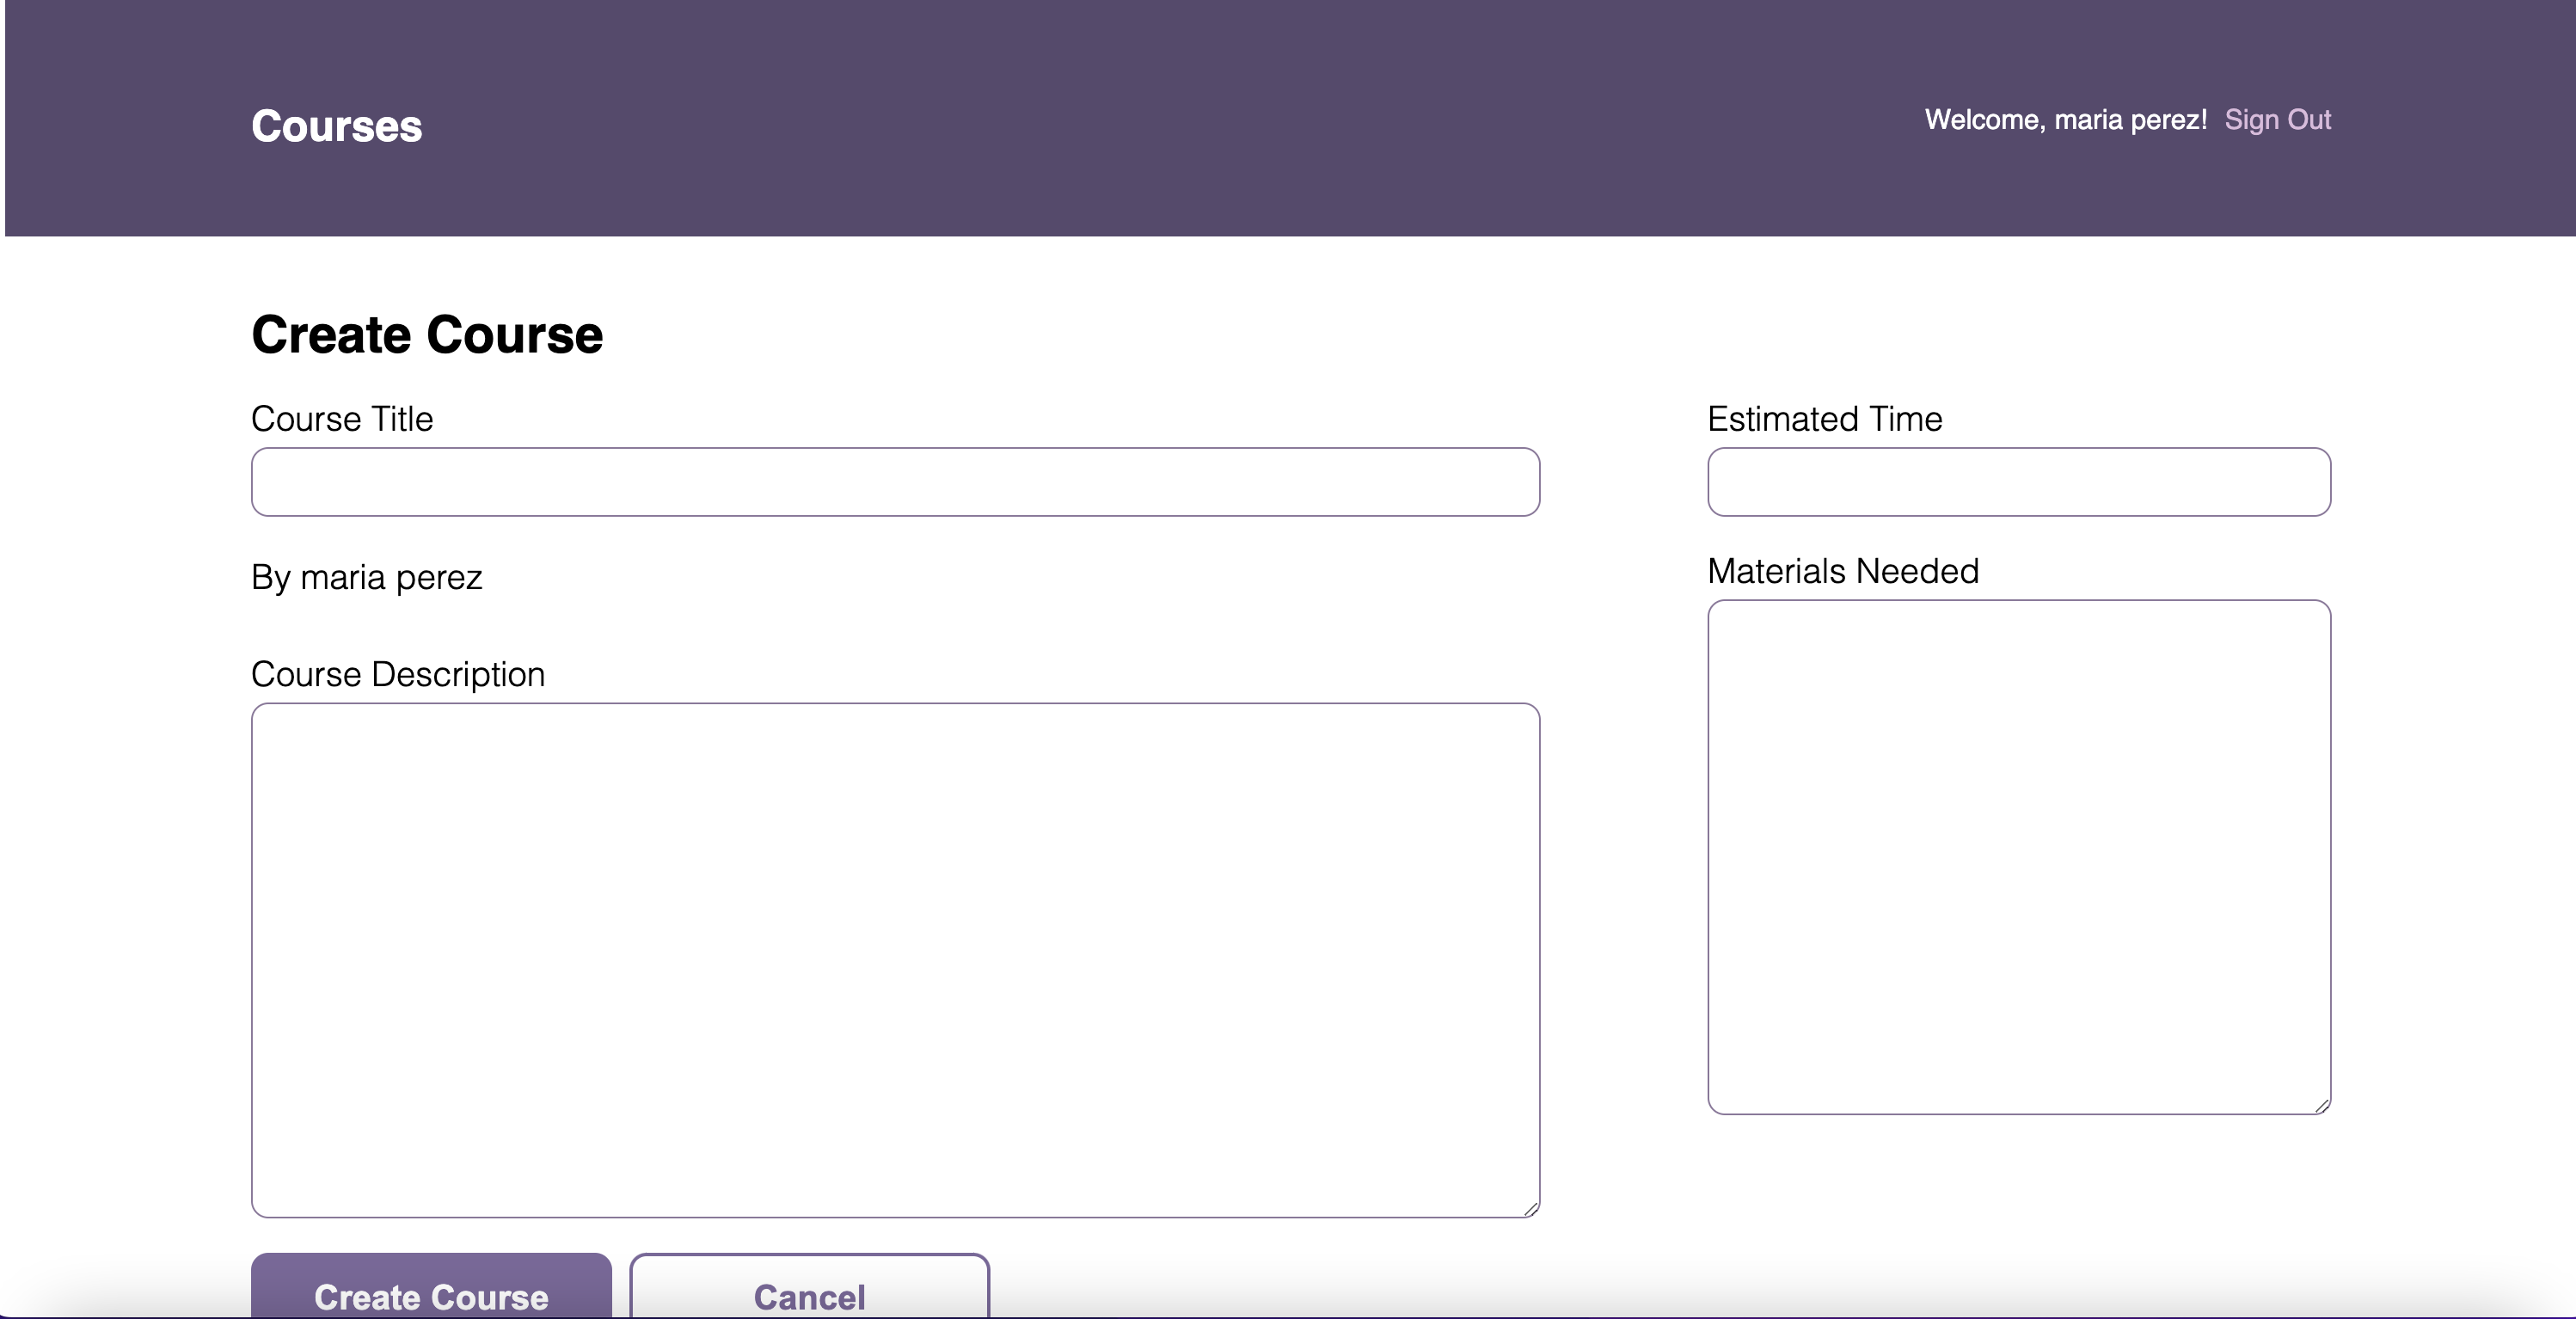 Courses
Welcome, maria perez! Sign Out
Create Course
Course Title
By maria perez
Course Description
Estimated Time
Materials Needed
Create Course
Cancel